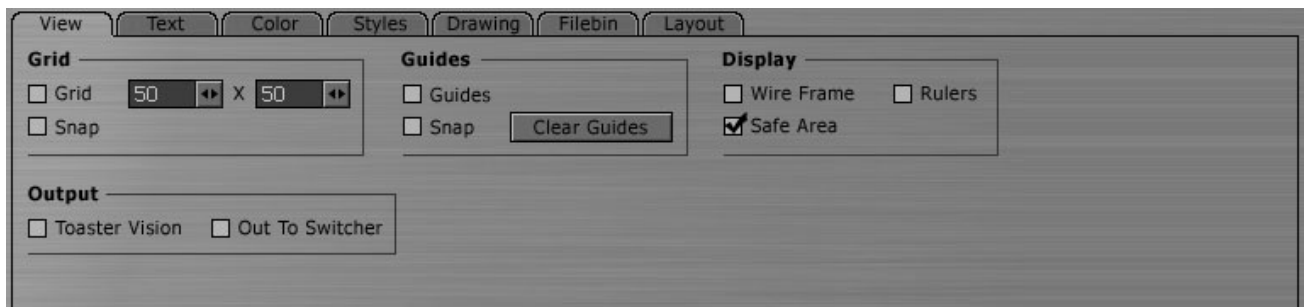 View Text Color Styles Drawing Filebin Layout
Grid Guides Display
Grid 50 X 50 Guides Wire Frame Rulers
Snap Snap Clear Guides Safe Area
Output
Toaster Vision Out To Switcher